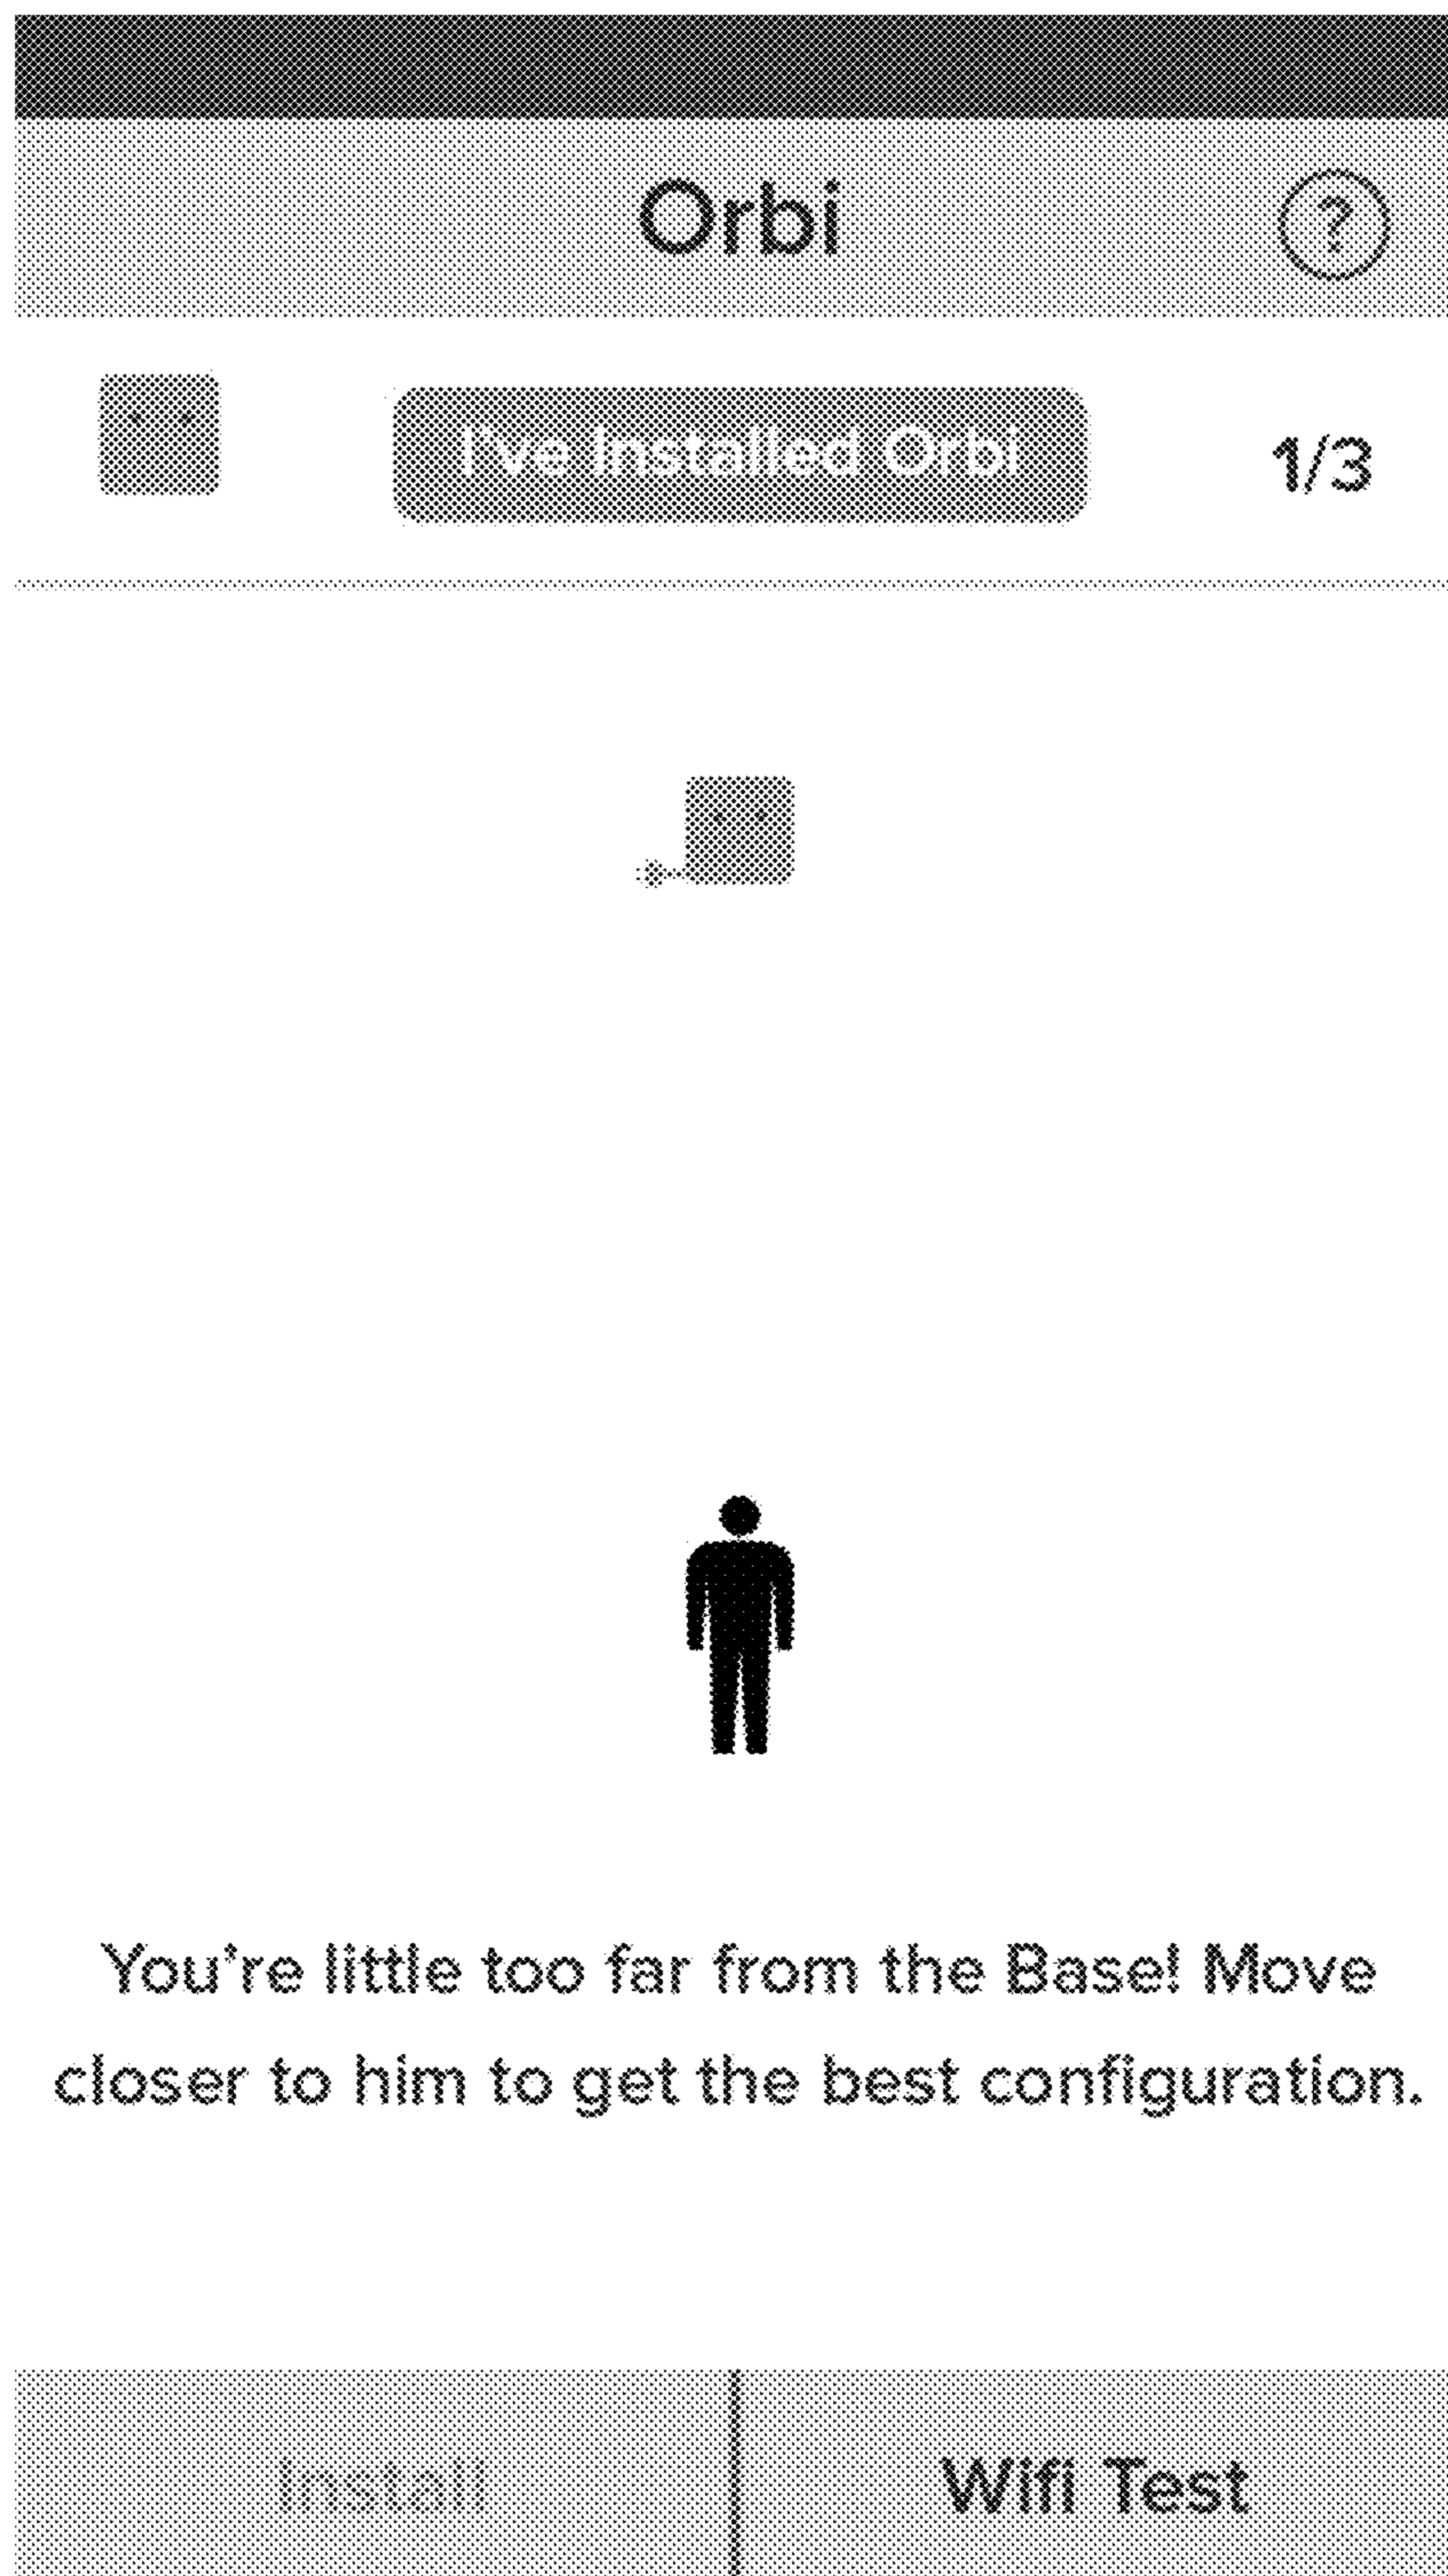 Orbi
?
I've Installed Orbi
1/3
You're little too far from the Base! Move
closer to him to get the best configuration.
Install
Wifi Test